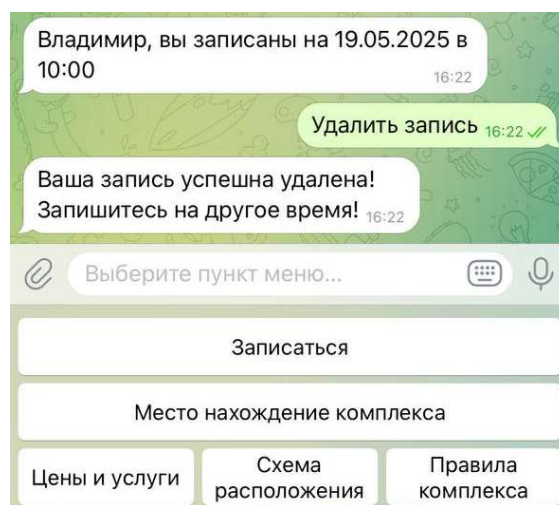 Владимир, вы записаны на 19.05.2025 в
10:00
16:22
Удалить запись 16:22
Ваша запись успешна удалена!
Запишитесь на другое время! 16:22
Выберите пункт меню...
Записаться
Место нахождение комплекса
Цены и услуги
Схема
расположения
Правила
комплекса